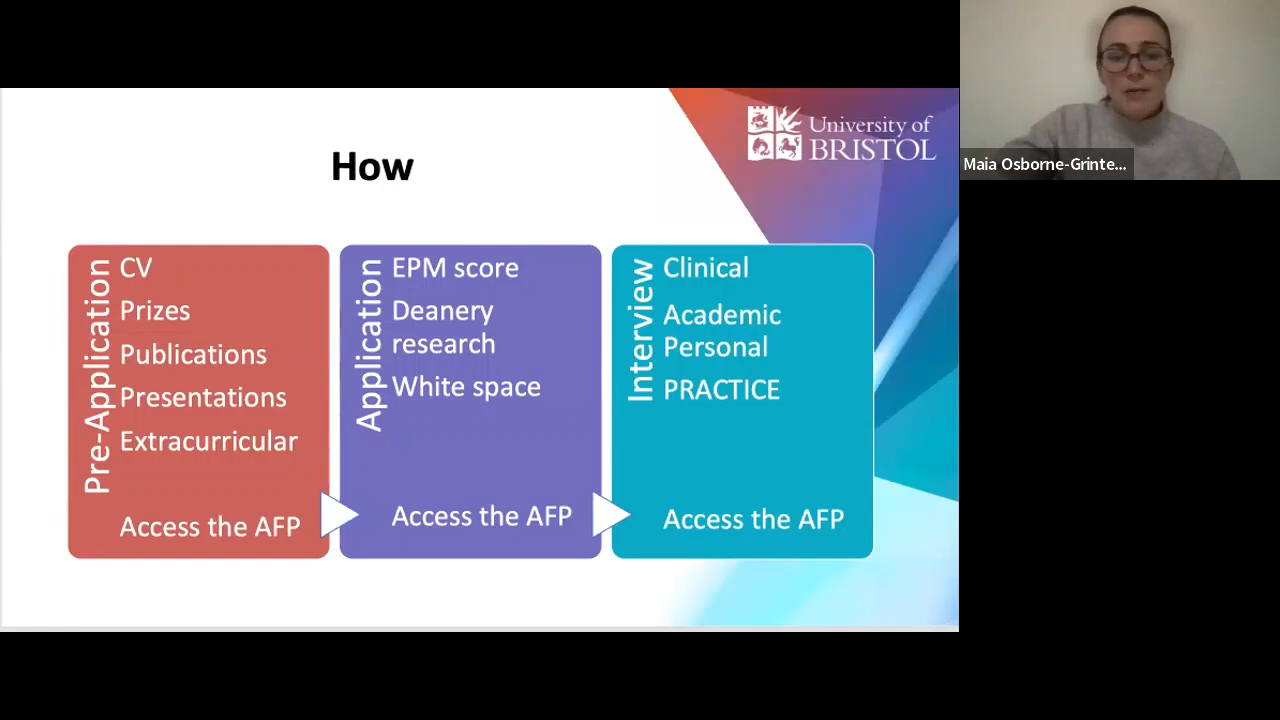 How
University of
BRISTOL
Maia Osborne-Grinte...
Pre-Application
CV
Prizes
Publications
Presentations
Extracurricular
Access the AFP
Application
EPM score
Deanery
research
White space
Access the AFP
Interview
Clinical
Academic
Personal
PRACTICE
Access the AFP